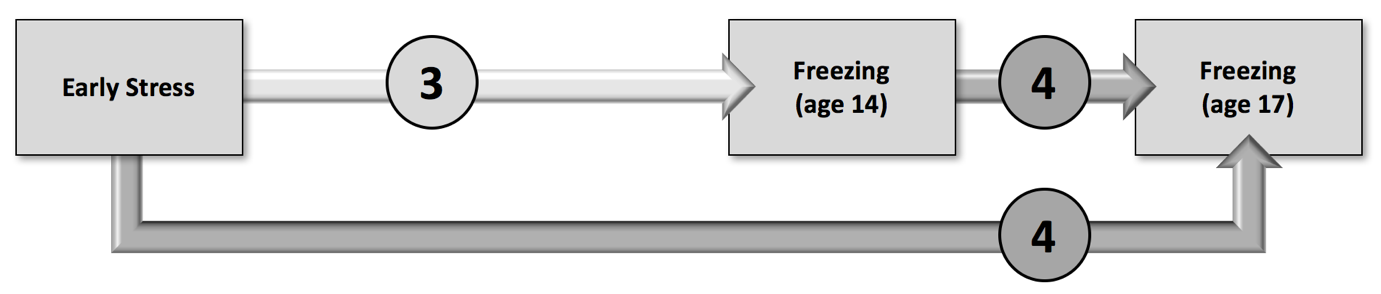 Early Stress
3
Freezing
(age 14)
4
Freezing
(age 17)
4